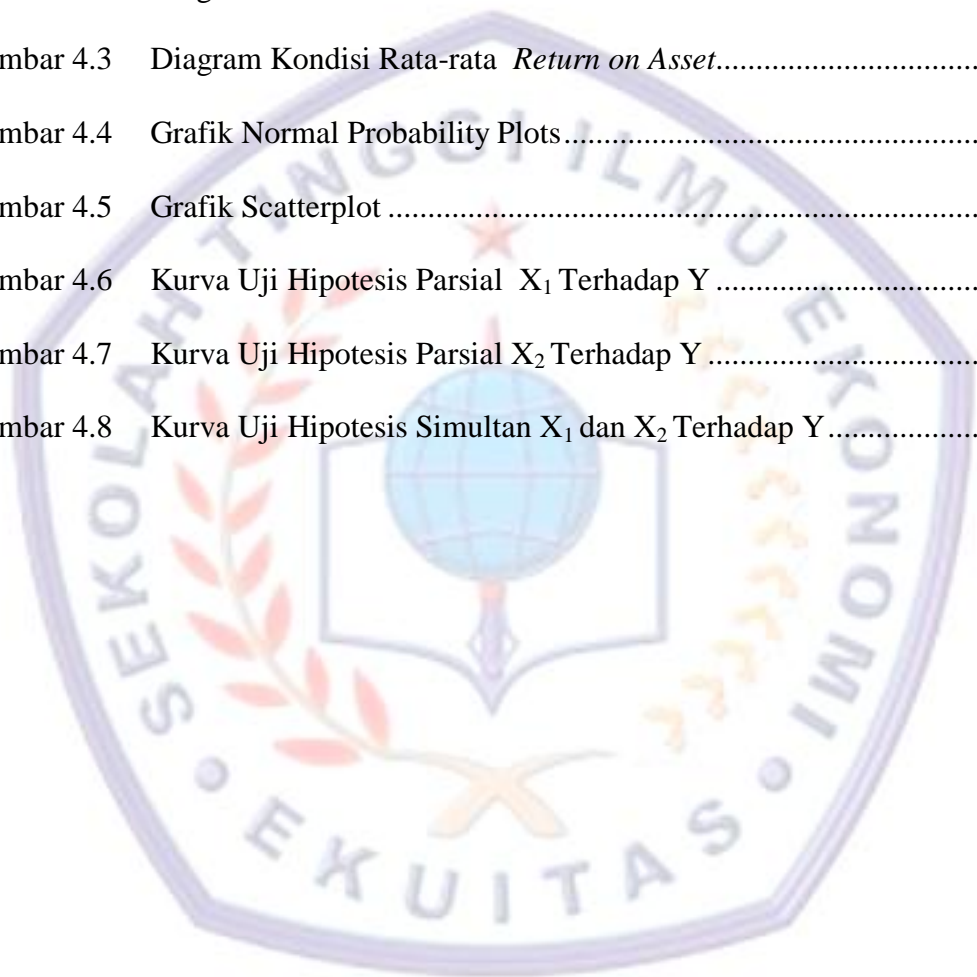 mbar 4.3 Diagram Kondisi Rata-rata Return on Asset.................................
mbar 4.4 Grafik Normal Probability Plots....................................................
mbar 4.5 Grafik Scatterplot ..........................................................................
mbar 4.6 Kurva Uji Hipotesis Parsial X₁ Terhadap Y .................................
mbar 4.7 Kurva Uji Hipotesis Parsial X₂ Terhadap Y..................................
mbar 4.8 Kurva Uji Hipotesis Simultan X₁ dan X₂ Terhadap Y...................
SEKOLAH TINGGI ILMU EKONOMI
• EKUITAS •